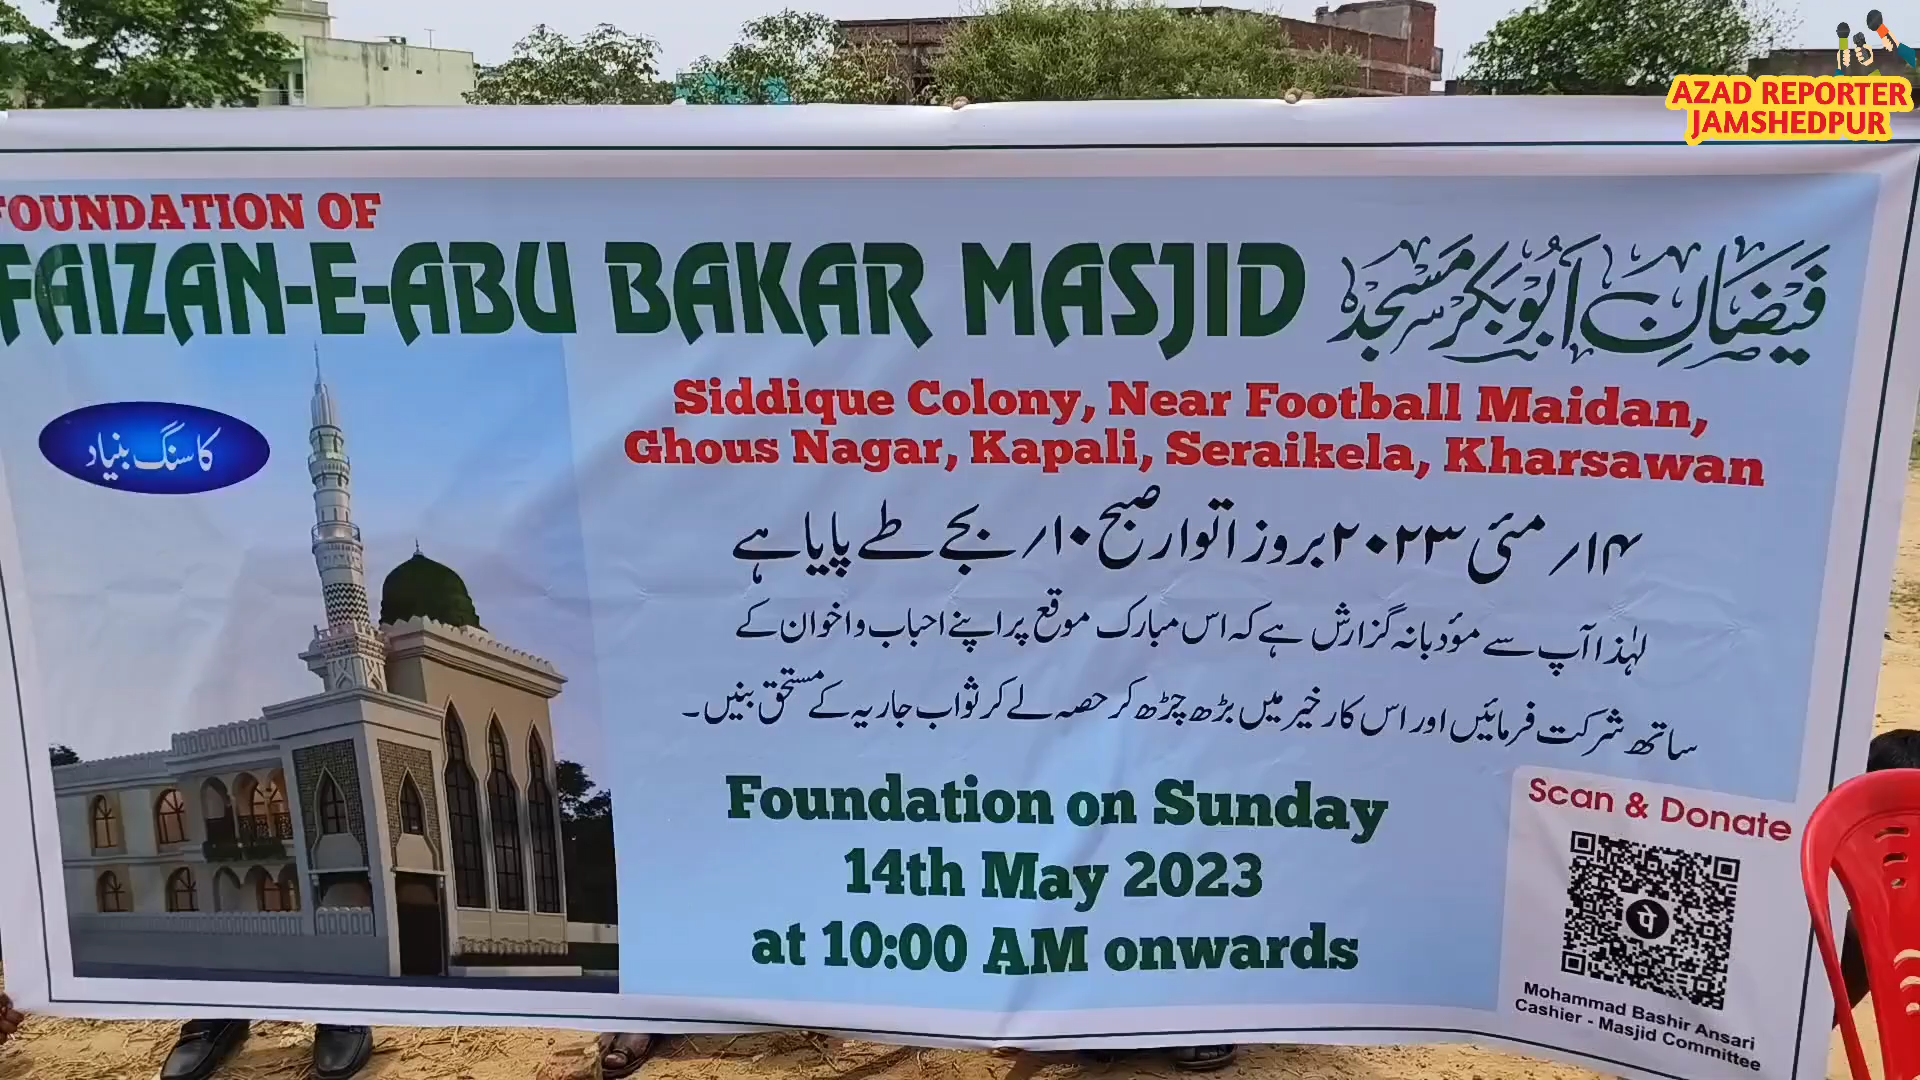 AZAD REPORTER
JAMSHEDPUR
FOUNDATION OF
FAIZAN-E-ABU BAKAR MASJID فیضانِ ابوبکر مسجد
کا سنگ بنیاد
Siddique Colony, Near Football Maidan,
Ghous Nagar, Kapali, Seraikela, Kharsawan
۱۴؍ مئی ۲۰۲۳ بروز اتوار صبح ۱۰؍ بجے طے پایا ہے
لہٰذا آپ سے مؤدبانہ گزارش ہے کہ اس مبارک موقع پر اپنے احباب و اخوان کے
ساتھ شرکت فرمائیں اور اس کار خیر میں بڑھ چڑھ کر حصہ لے کر ثواب جاریہ کے مستحق بنیں۔
Foundation on Sunday
14th May 2023
at 10:00 AM onwards
Scan & Donate
पे
Mohammad Bashir Ansari
Cashier - Masjid Committee